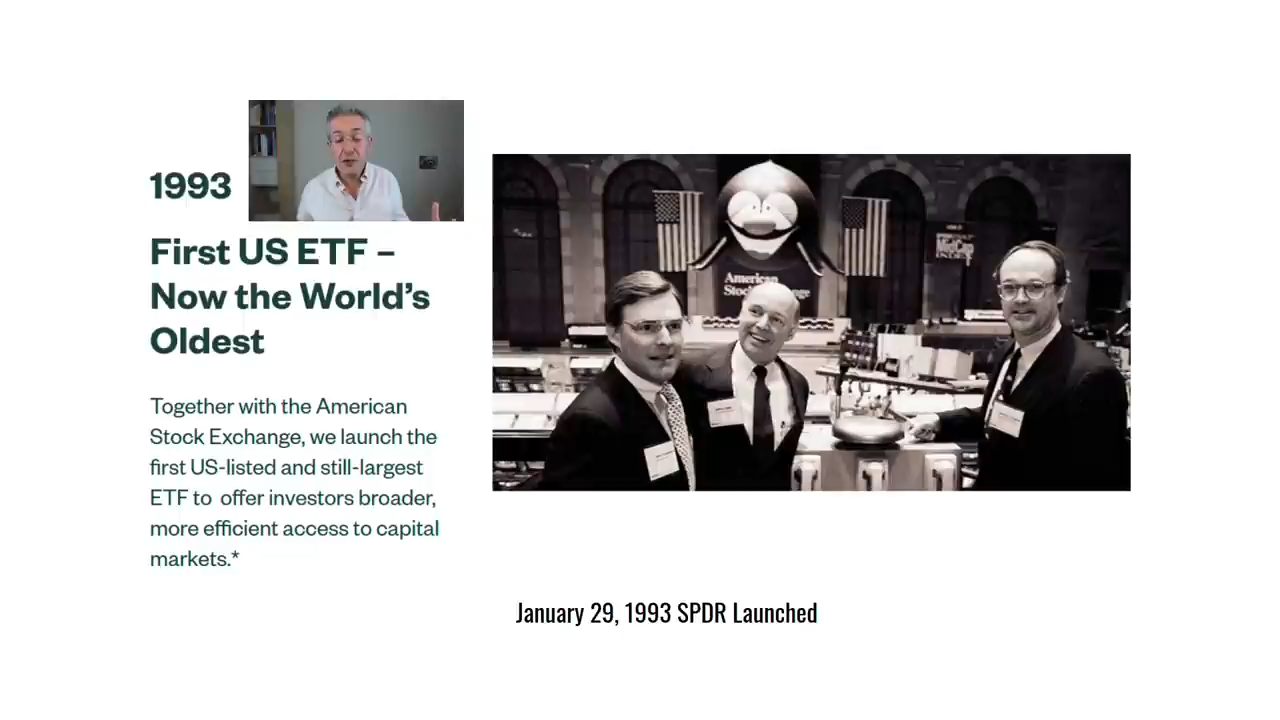 1993
First US ETF –
Now the World's
Oldest
Together with the American
Stock Exchange, we launch the
first US-listed and still-largest
ETF to offer investors broader,
more efficient access to capital
markets.*
American
Stock Exchange
MidCap
INDEX
January 29, 1993 SPDR Launched